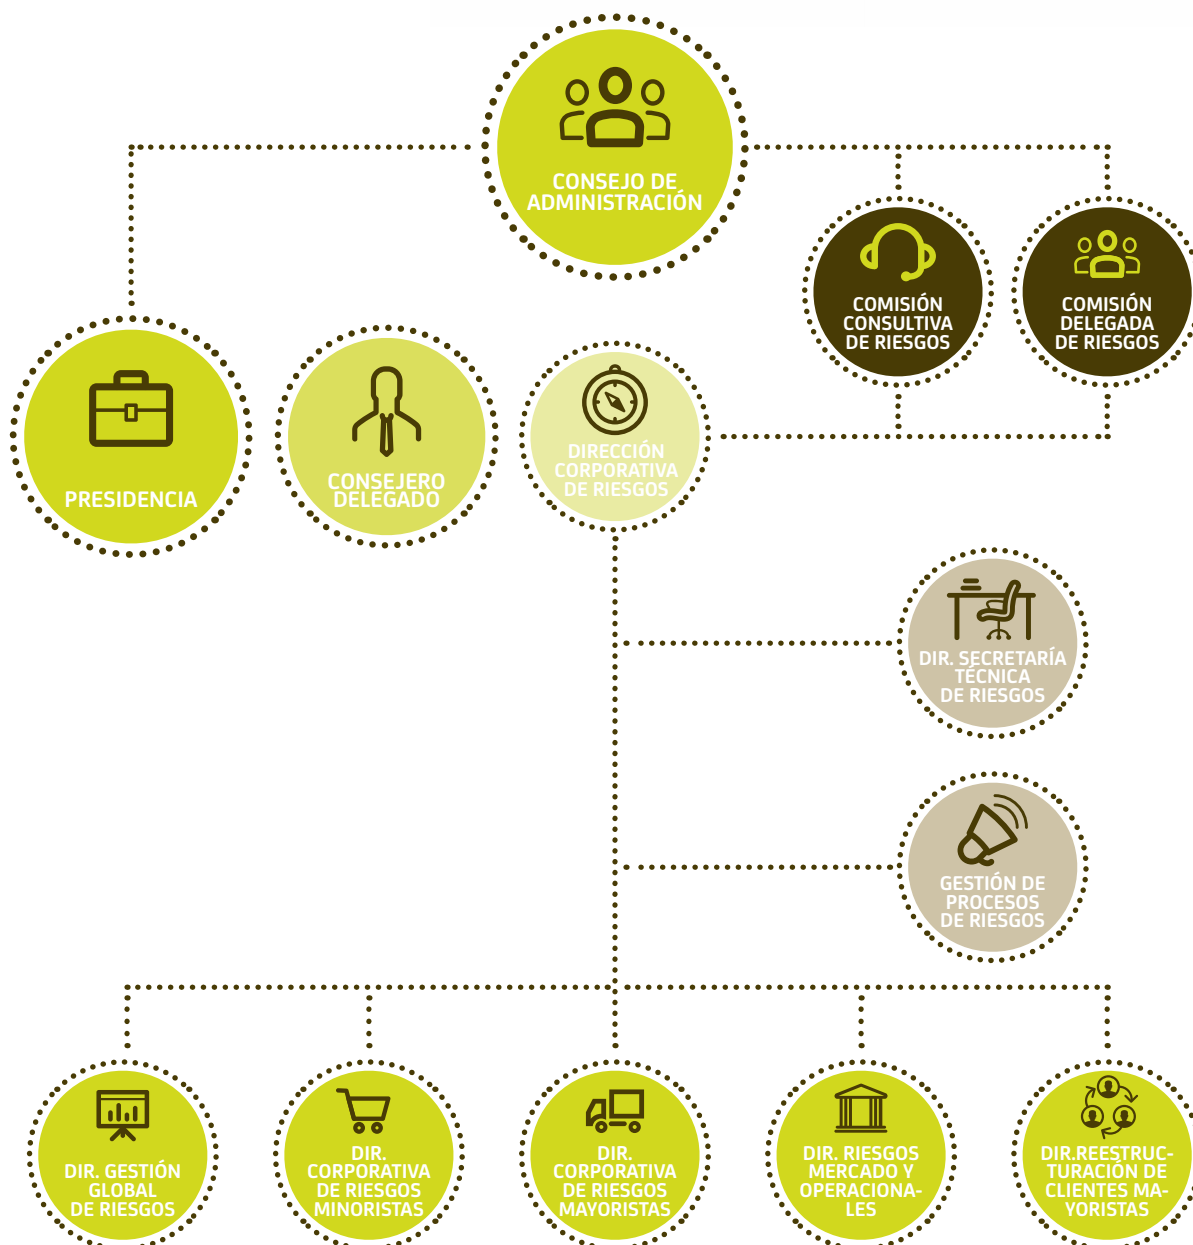 CONSEJO DE
ADMINISTRACIÓN
COMISIÓN
CONSULTIVA
DE RIESGOS
COMISIÓN
DELEGADA
DE RIESGOS
PRESIDENCIA
CONSEJERO
DELEGADO
DIRECCIÓN
CORPORATIVA
DE RIESGOS
DIR. SECRETARÍA
TÉCNICA
DE RIESGOS
GESTIÓN DE
PROCESOS
DE RIESGOS
DIR. GESTIÓN
GLOBAL
DE RIESGOS
DIR.
CORPORATIVA
DE RIESGOS
MINORISTAS
DIR.
CORPORATIVA
DE RIESGOS
MAYORISTAS
DIR. RIESGOS
MERCADO Y
OPERACIONA-
LES
DIR.REESTRUC-
TURACIÓN DE
CLIENTES MA-
YORISTAS